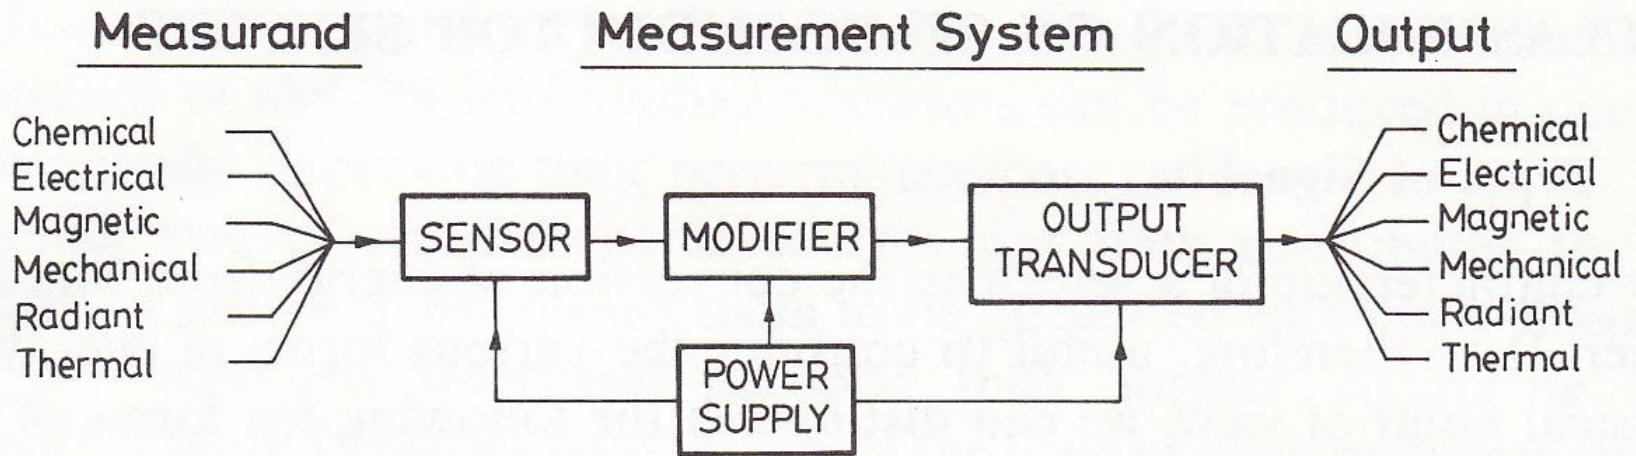 Measurand
Measurement System
Output
Chemical
Electrical
Magnetic
Mechanical
Radiant
Thermal
SENSOR
MODIFIER
OUTPUT
TRANSDUCER
POWER
SUPPLY
Chemical
Electrical
Magnetic
Mechanical
Radiant
Thermal